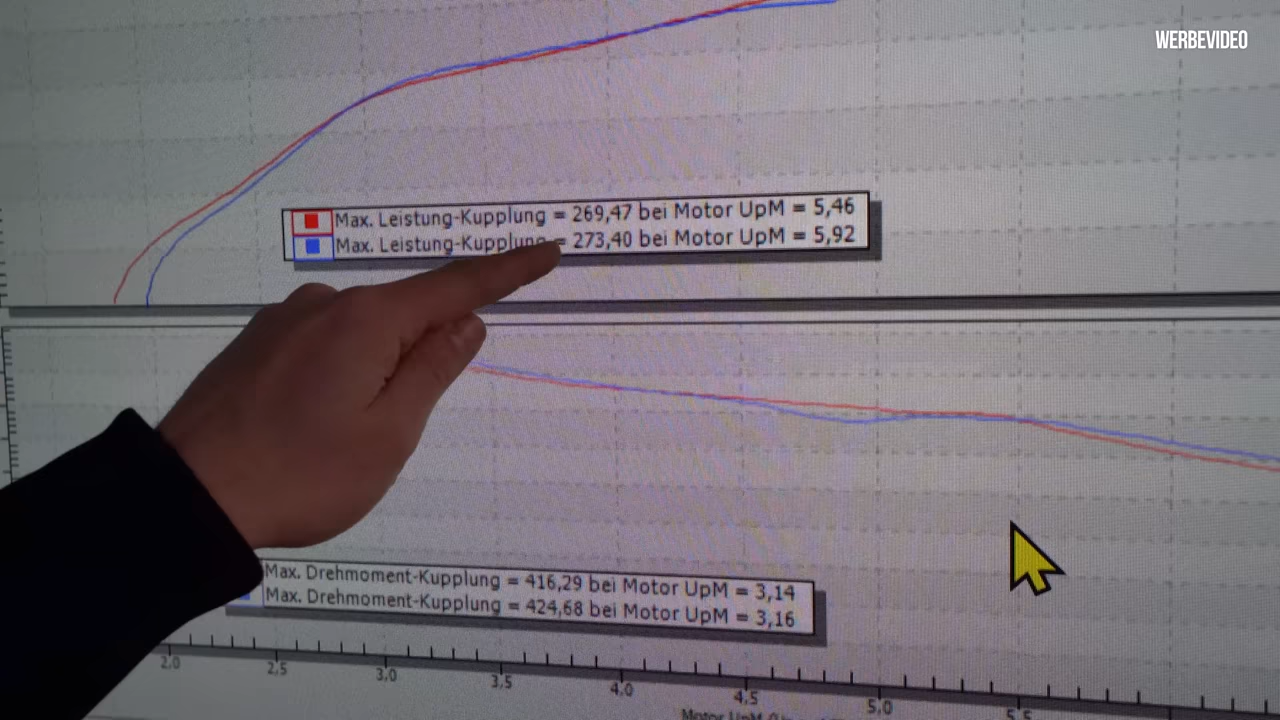 WERBEVIDEO
Max. Leistung-Kupplung = 269,47 bei Motor UpM = 5,46
Max. Leistung-Kupplung = 273,40 bei Motor UpM = 5,92
Max. Drehmoment-Kupplung = 416,29 bei Motor UpM = 3,14
Max. Drehmoment-Kupplung = 424,68 bei Motor UpM = 3,16
2,0 2,5 3,0 3,5 4,0 4,5 5,0 5,5
Motor UpM